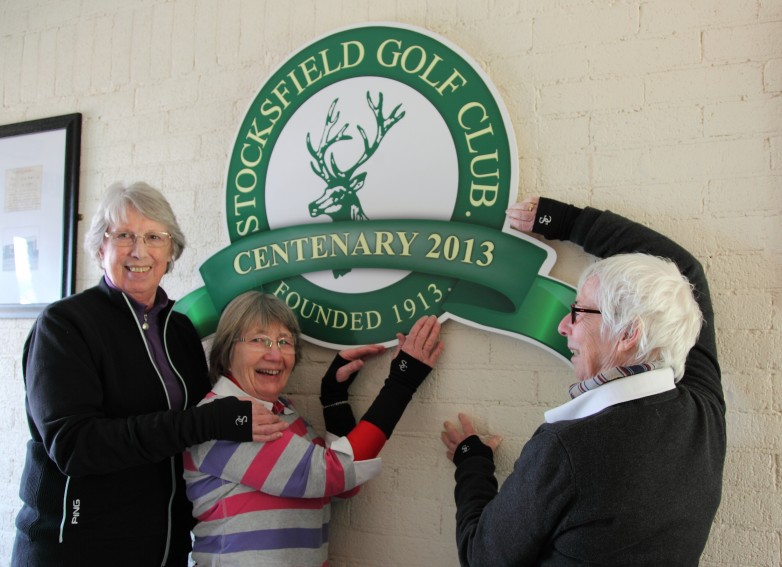 STOCKSFIELD GOLF CLUB.
CENTENARY 2013
FOUNDED 1913.
PING